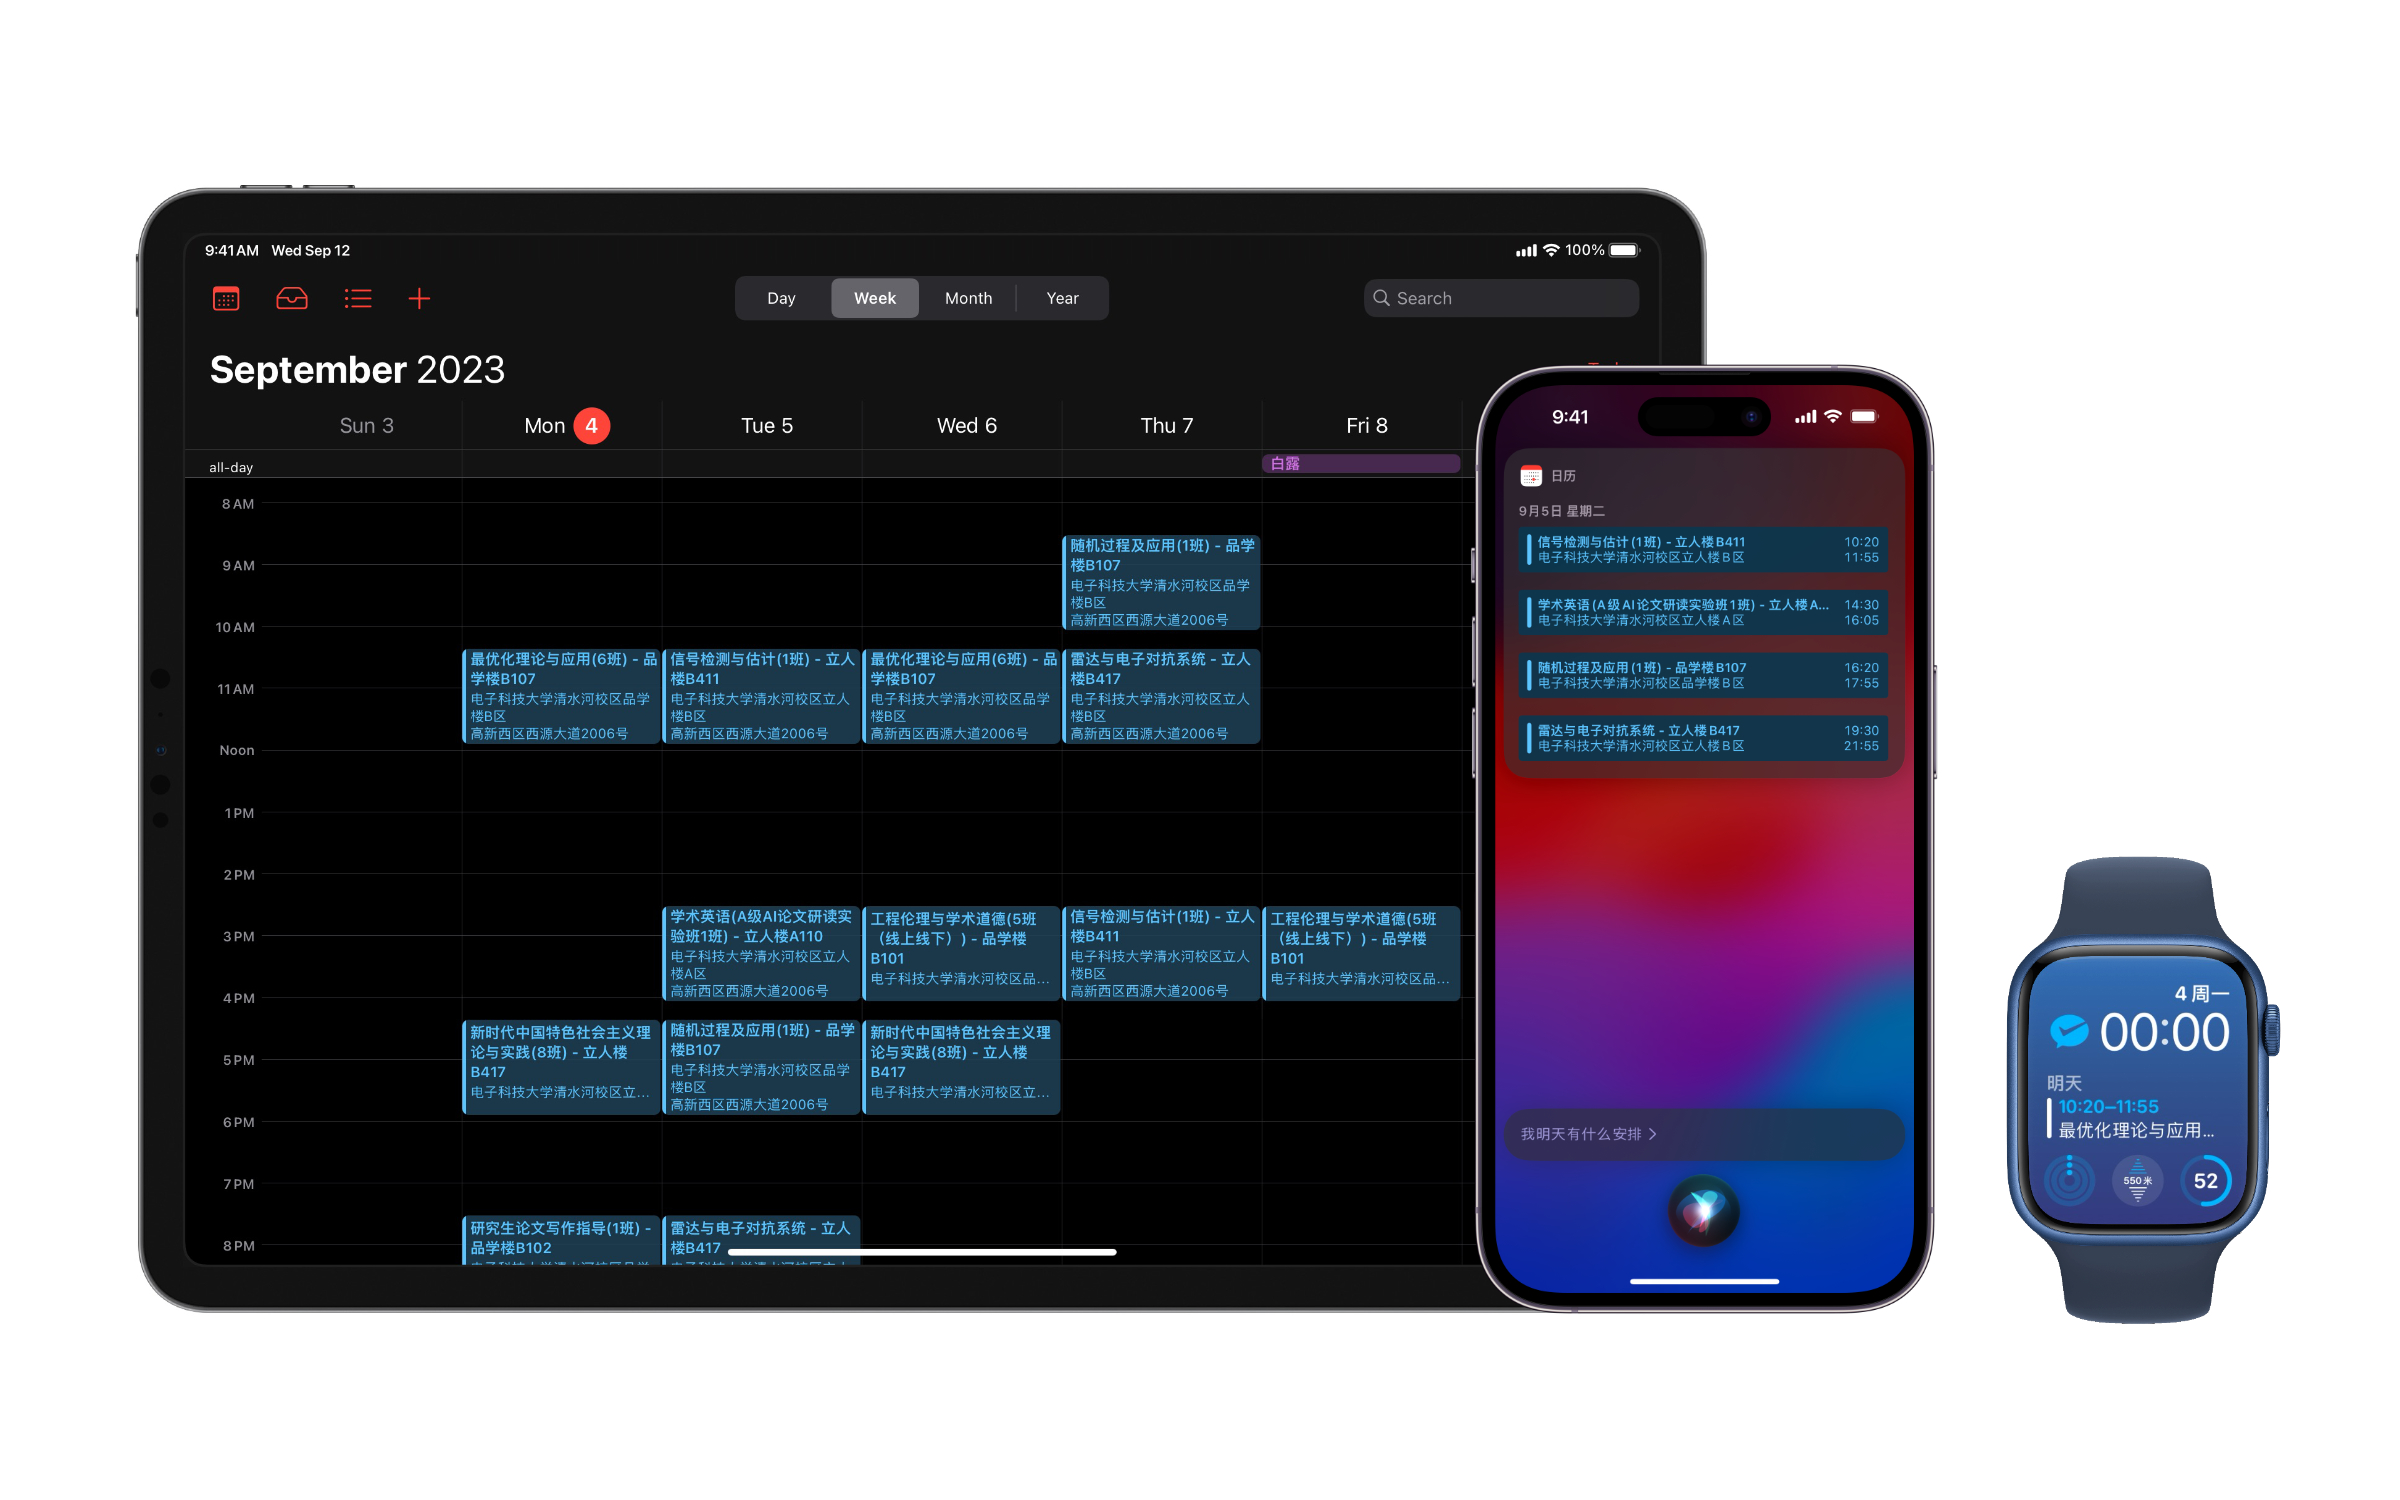 9:41 AM Wed Sep 12
100%
Day Week Month Year
Search
September 2023
Sun 3 Mon 4 Tue 5 Wed 6 Thu 7 Fri 8
all-day
白露
8 AM
9 AM
10 AM
11 AM
Noon
1 PM
2 PM
3 PM
4 PM
5 PM
6 PM
7 PM
8 PM
最优化理论与应用(6班) - 品
学楼B107
电子科技大学清水河校区品学
楼B区
高新西区西源大道2006号
新时代中国特色社会主义理
论与实践(8班) - 立人楼
B417
电子科技大学清水河校区立...
研究生论文写作指导(1班) -
品学楼B102
信号检测与估计(1班) - 立人
楼B411
电子科技大学清水河校区立人
楼B区
高新西区西源大道2006号
学术英语(A级AI论文研读实
验班1班) - 立人楼A110
电子科技大学清水河校区立人
楼A区
高新西区西源大道2006号
随机过程及应用(1班) - 品学
楼B107
电子科技大学清水河校区品学
楼B区
高新西区西源大道2006号
雷达与电子对抗系统 - 立人
楼B417
最优化理论与应用(6班) - 品
学楼B107
电子科技大学清水河校区品学
楼B区
高新西区西源大道2006号
工程伦理与学术道德(5班
（线上线下）) - 品学楼
B101
电子科技大学清水河校区品...
新时代中国特色社会主义理
论与实践(8班) - 立人楼
B417
电子科技大学清水河校区立...
随机过程及应用(1班) - 品学
楼B107
电子科技大学清水河校区品学
楼B区
高新西区西源大道2006号
雷达与电子对抗系统 - 立人
楼B417
电子科技大学清水河校区立人
楼B区
高新西区西源大道2006号
信号检测与估计(1班) - 立人
楼B411
电子科技大学清水河校区立人
楼B区
高新西区西源大道2006号
工程伦理与学术道德(5班
（线上线下）) - 品学楼
B101
电子科技大学清水河校区品...
9:41
日历
9月5日 星期二
信号检测与估计(1班) - 立人楼B411 10:20
电子科技大学清水河校区立人楼B区 11:55
学术英语(A级AI论文研读实验班1班) - 立人楼A... 14:30
电子科技大学清水河校区立人楼A区 16:05
随机过程及应用(1班) - 品学楼B107 16:20
电子科技大学清水河校区品学楼B区 17:55
雷达与电子对抗系统 - 立人楼B417 19:30
电子科技大学清水河校区立人楼B区 21:55
我明天有什么安排 >
4 周一
00:00
明天
10:20–11:55
最优化理论与应用...
550米
52